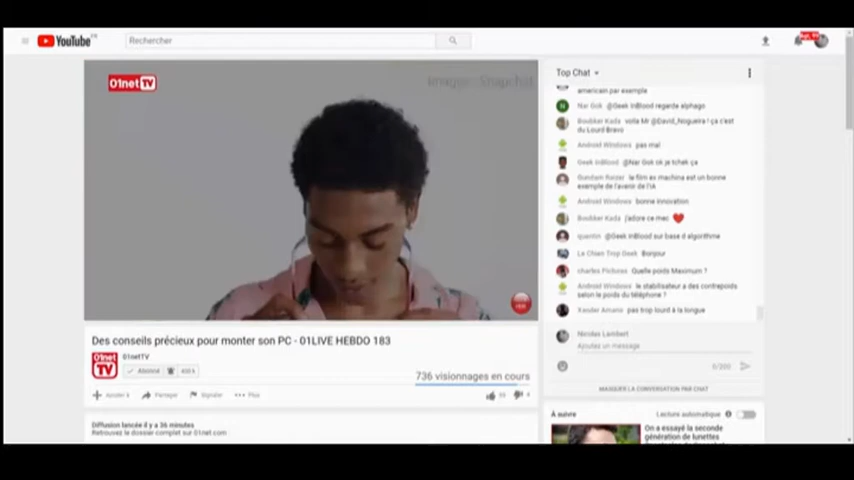 YouTube FR
Rechercher
01net TV
Images: Snapchat
Top Chat
americain par exemple
Nar Gok @Geek InBlood regarde alphago
Boubker Kada voila Mr @David_Nogueira ! ça c'est
du Lourd Bravo
Android Windows pas mal
Geek InBlood @Nar Gok ok je tchek ça
le film ex machina est un bonne
exemple de l'avenir de l'IA
Android Windows bonne innovation
Boubker Kada j'adore ce mec ❤
quentin @Geek InBlood sur base d algorithme
Le Chien Trop Geek Bonjour
Quelle poids Maximum ?
Android Windows le stabilisateur a des contrepoids
selon le poids du téléphone ?
Xander Amano pas trop lourd à la longue
Nicolas Lambert
Ajoutez un message...
0/200
MASQUER LA CONVERSATION PAR CHAT
Des conseils précieux pour monter son PC - 01LIVE HEBDO 183
01netTV
Abonné
736 visionnages en cours
Ajouter à Partager Signaler Plus
Diffusion lancée il y a 36 minutes
Retrouvez le dossier complet sur 01net.com
À suivre
Lecture automatique
On a essayé la seconde
génération de lunettes